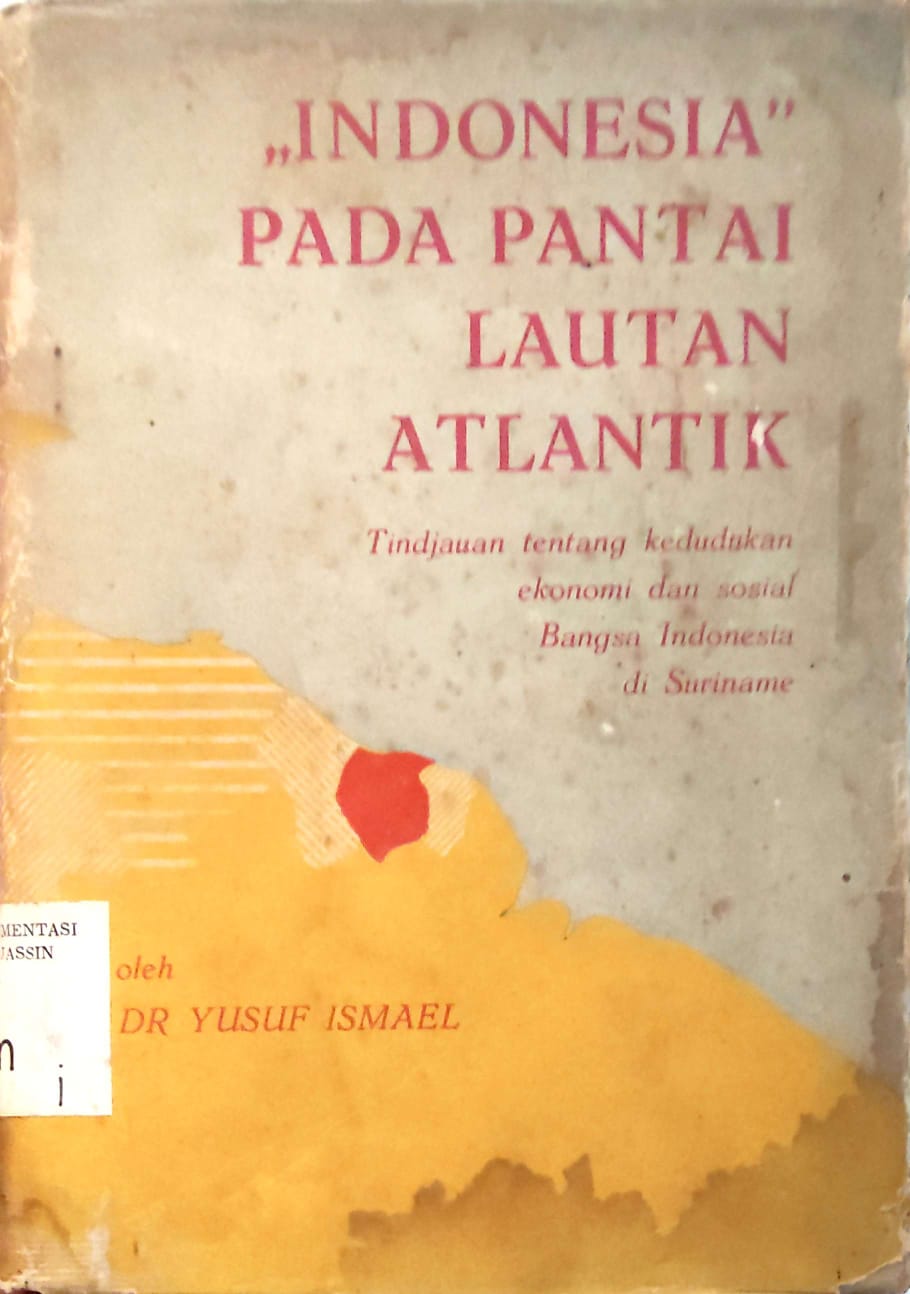 „INDONESIA”
PADA PANTAI
LAUTAN
ATLANTIK
Tindjauan tentang kedudukan
ekonomi dan sosial
Bangsa Indonesia
di Suriname
MENTASI
JASSIN
oleh
DR YUSUF ISMAEL
n
i